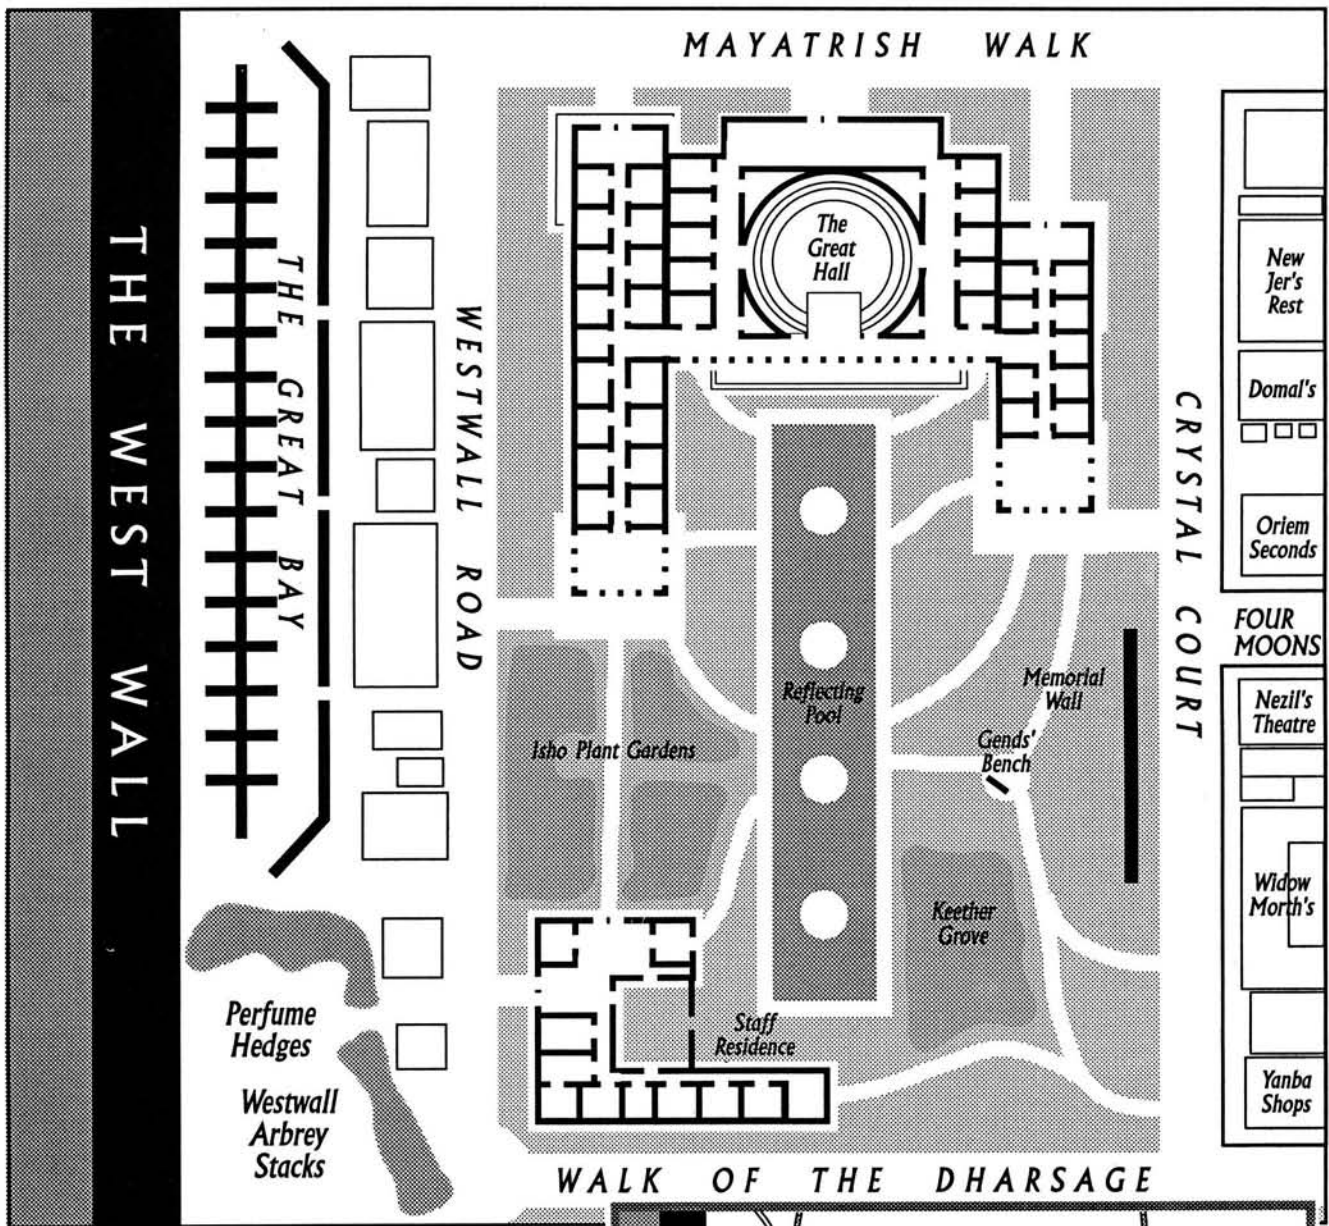 MAYATRISH WALK
THE WEST WALL
THE GREAT BAY
WESTWALL ROAD
The
Great
Hall
CRYSTAL COURT
New
Jer's
Rest
Domal's
Oriem
Seconds
FOUR
MOONS
Reflecting
Pool
Memorial
Wall
Gends'
Bench
Isho Plant Gardens
Nezil's
Theatre
Widow
Morth's
Keether
Grove
Perfume
Hedges
Staff
Residence
Westwall
Arbrey
Stacks
Yanba
Shops
WALK OF THE DHARSAGE